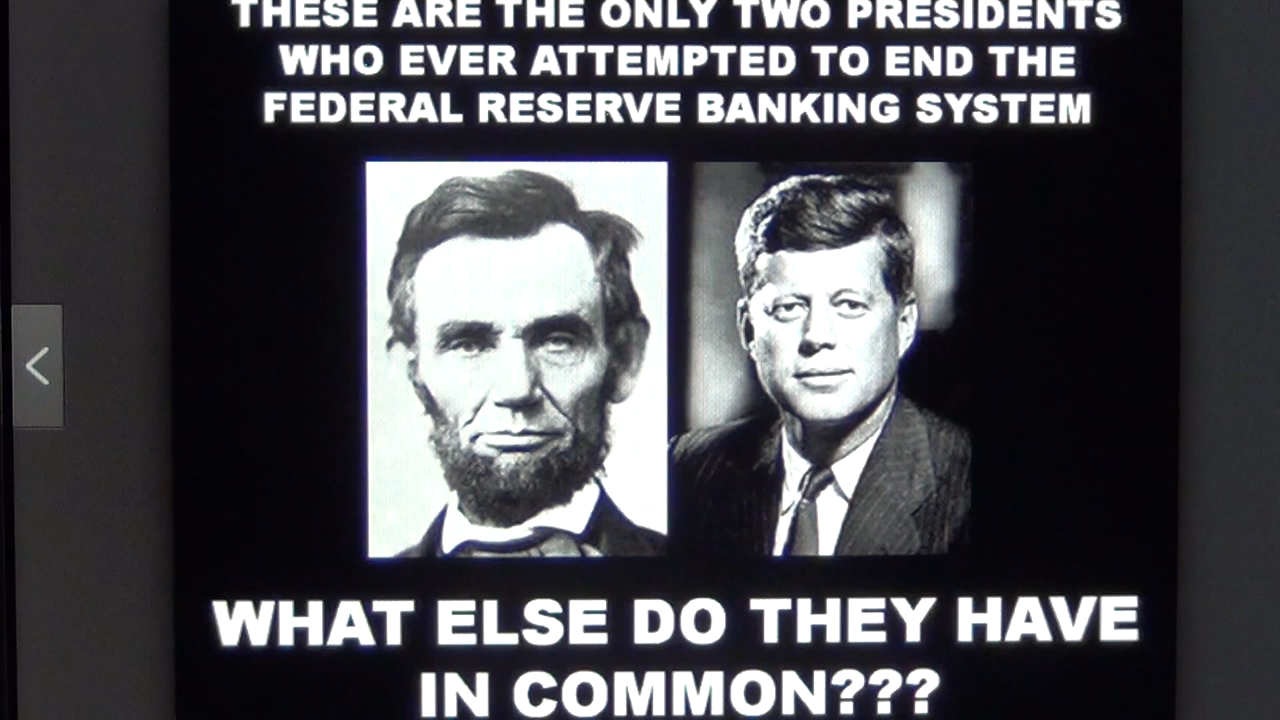 THESE ARE THE ONLY TWO PRESIDENTS
WHO EVER ATTEMPTED TO END THE
FEDERAL RESERVE BANKING SYSTEM
WHAT ELSE DO THEY HAVE
IN COMMON???